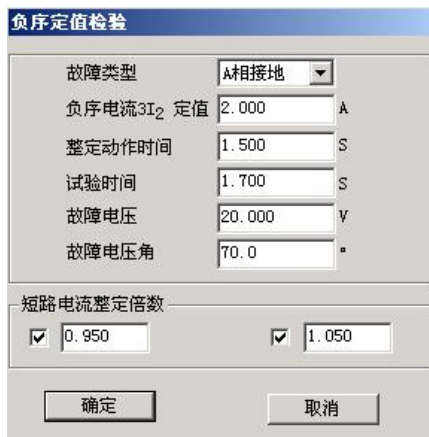 负序定值检验
故障类型 A相接地
负序电流3I₂ 定值 2.000 A
整定动作时间 1.500 S
试验时间 1.700 S
故障电压 20.000 V
故障电压角 70.0 °
短路电流整定倍数
0.950 1.050
确定 取消